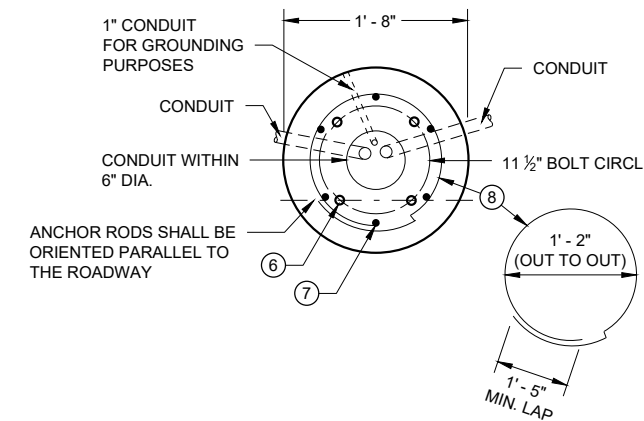 1" CONDUIT
FOR GROUNDING
PURPOSES
1' - 8"
CONDUIT
CONDUIT
CONDUIT WITHIN
6" DIA.
11 ½" BOLT CIRCL
8
ANCHOR RODS SHALL BE
ORIENTED PARALLEL TO
THE ROADWAY
6
7
1' - 2"
(OUT TO OUT)
1' - 5"
MIN. LAP